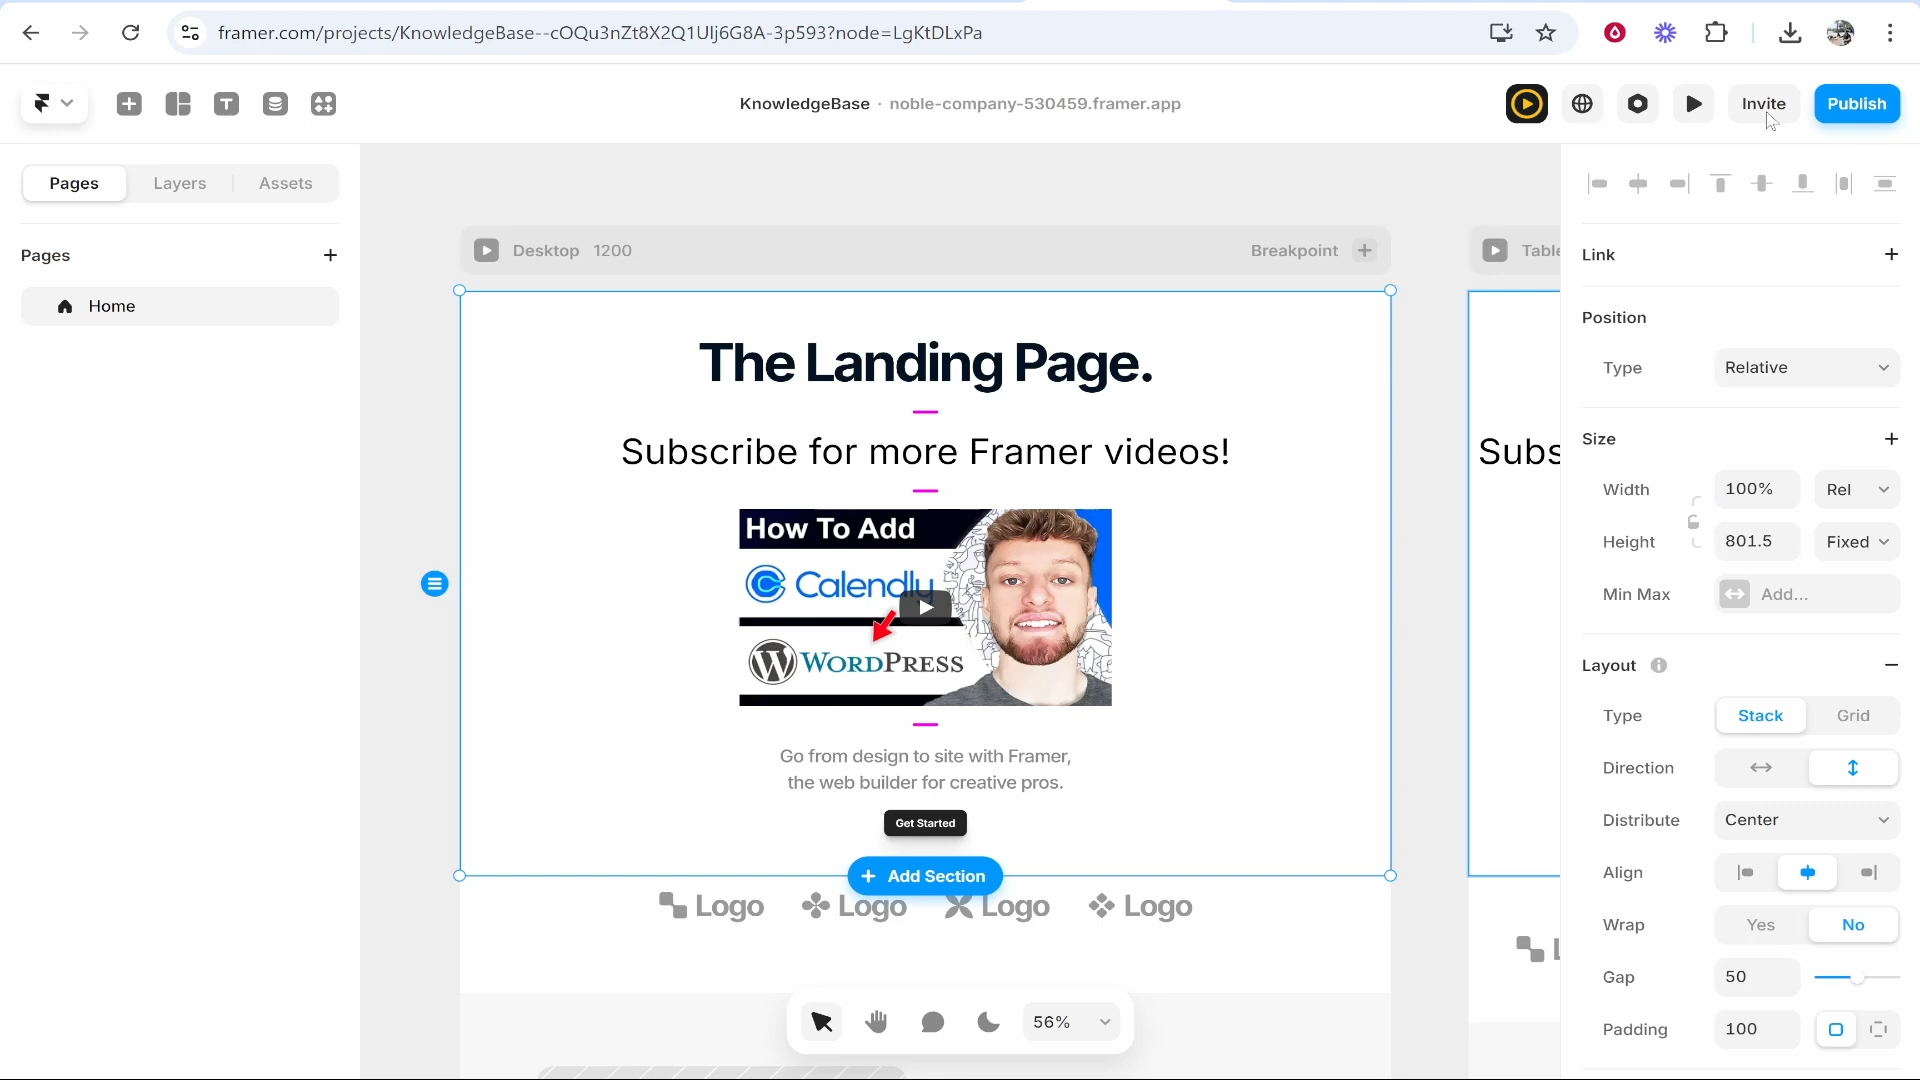 framer.com/projects/KnowledgeBase--cOQu3nZt8X2Q1Ulj6G8A-3p593?node=LgKtDLxPa
KnowledgeBase · noble-company-530459.framer.app
Invite
Publish
Pages
Layers
Assets
Pages
Home
Desktop 1200
Breakpoint
Table
The Landing Page.
Subscribe for more Framer videos!
Subs
How To Add
Calendly
WORDPRESS
Go from design to site with Framer,
the web builder for creative pros.
Get Started
Add Section
Logo
Logo
Logo
Logo
56%
Link
Position
Type
Relative
Size
Width
100%
Rel
Height
801.5
Fixed
Min Max
Add...
Layout
Type
Stack
Grid
Direction
Distribute
Center
Align
Wrap
Yes
No
Gap
50
Padding
100